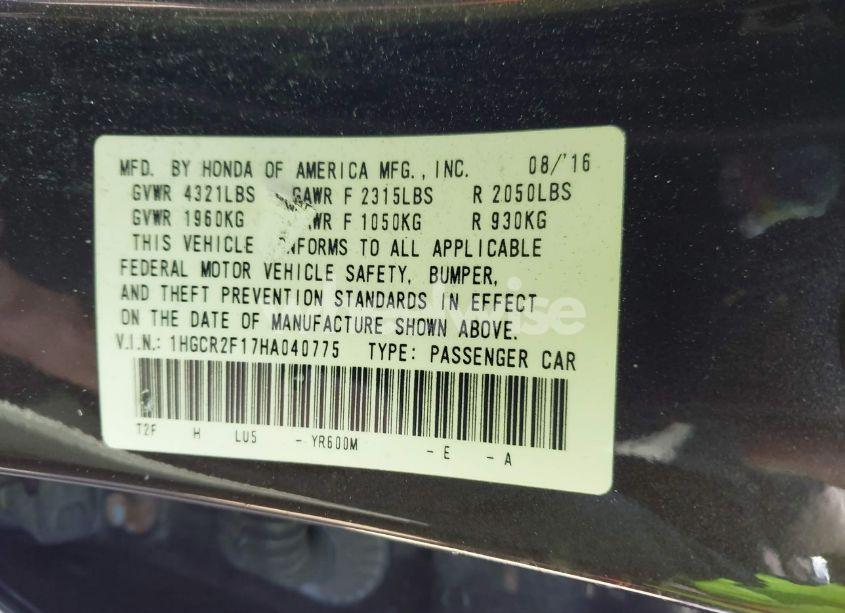 MFD. BY HONDA OF AMERICA MFG., INC. 08/'16
GVWR 4321LBS GAWR F 2315LBS R 2050LBS
GVWR 1960KG F 1050KG R 930KG
THIS VEHICLE TO ALL APPLICABLE
FEDERAL MOTOR VEHICLE SAFETY, BUMPER,
AND THEFT PREVENTION STANDARDS IN EFFECT
ON THE DATE OF MANUFACTURE SHOWN ABOVE.
V.I.N.: 1HGCR2F17HA040775 TYPE: PASSENGER CAR
T2F H LU5 - YR600M - E - A